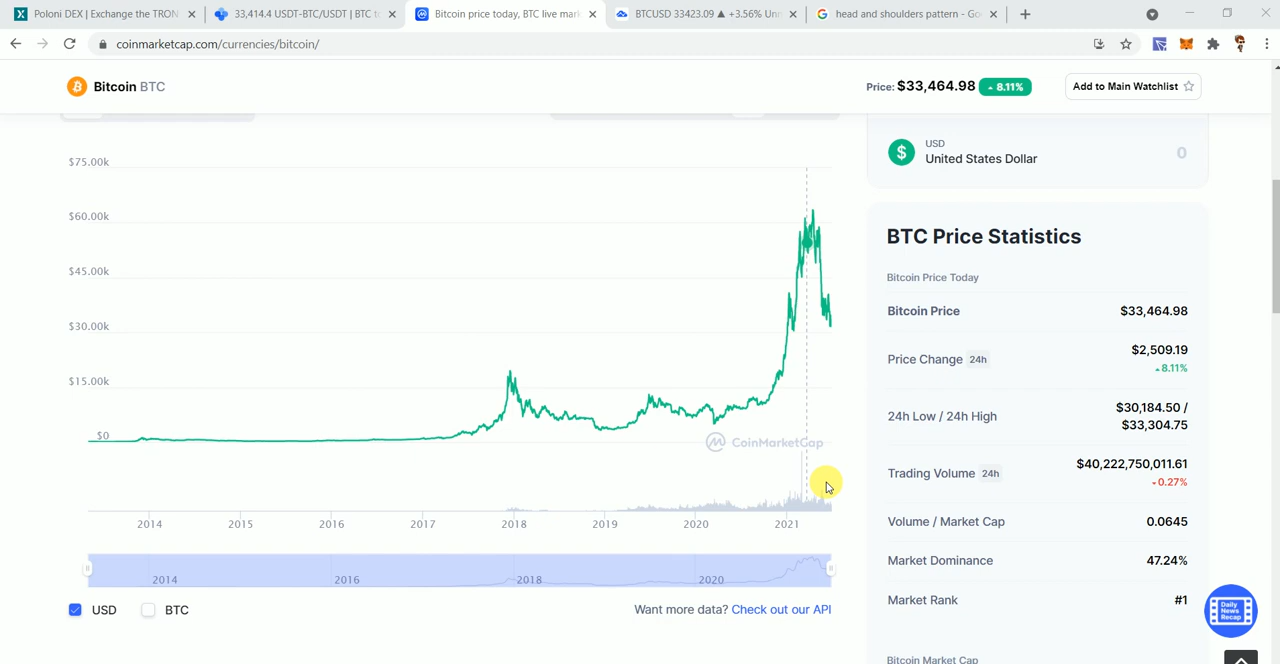 Poloni DEX | Exchange the TRON
33,414.4 USDT-BTC/USDT | BTC to
Bitcoin price today, BTC live mark
BTCUSD 33423.09 ▲ +3.56% Unn
head and shoulders pattern - Go
coinmarketcap.com/currencies/bitcoin/
Bitcoin BTC
Price: $33,464.98 8.11%
Add to Main Watchlist
USD
United States Dollar
0
$75.00k
$60.00k
$45.00k
$30.00k
$15.00k
$0
CoinMarketCap
2014 2015 2016 2017 2018 2019 2020 2021
2014 2016 2018 2020
USD BTC
Want more data? Check out our API
BTC Price Statistics
Bitcoin Price Today
Bitcoin Price $33,464.98
Price Change 24h $2,509.19
8.11%
24h Low / 24h High $30,184.50 /
$33,304.75
Trading Volume 24h $40,222,750,011.61
0.27%
Volume / Market Cap 0.0645
Market Dominance 47.24%
Market Rank #1
Bitcoin Market Cap
Daily
News
Recap